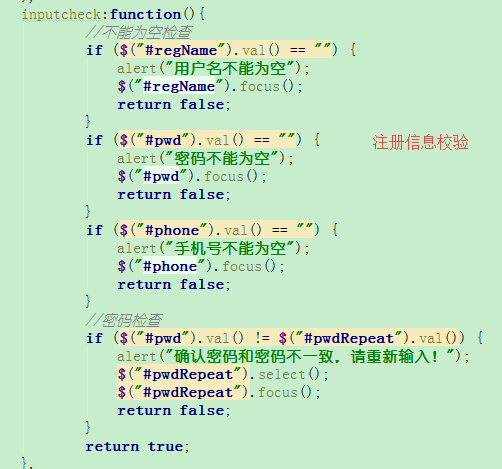 inputcheck:function(){
//不能为空检查
if ($("#regName").val() == "") {
alert("用户名不能为空");
$("#regName").focus();
return false;
}
if ($("#pwd").val() == "") {
alert("密码不能为空");
$("#pwd").focus();
return false;
}
注册信息校验
if ($("#phone").val() == "") {
alert("手机号不能为空");
$("#phone").focus();
return false;
}
//密码检查
if ($("#pwd").val() != $("#pwdRepeat").val()) {
alert("确认密码和密码不一致，请重新输入！");
$("#pwdRepeat").select();
$("#pwdRepeat").focus();
return false;
}
return true;
},